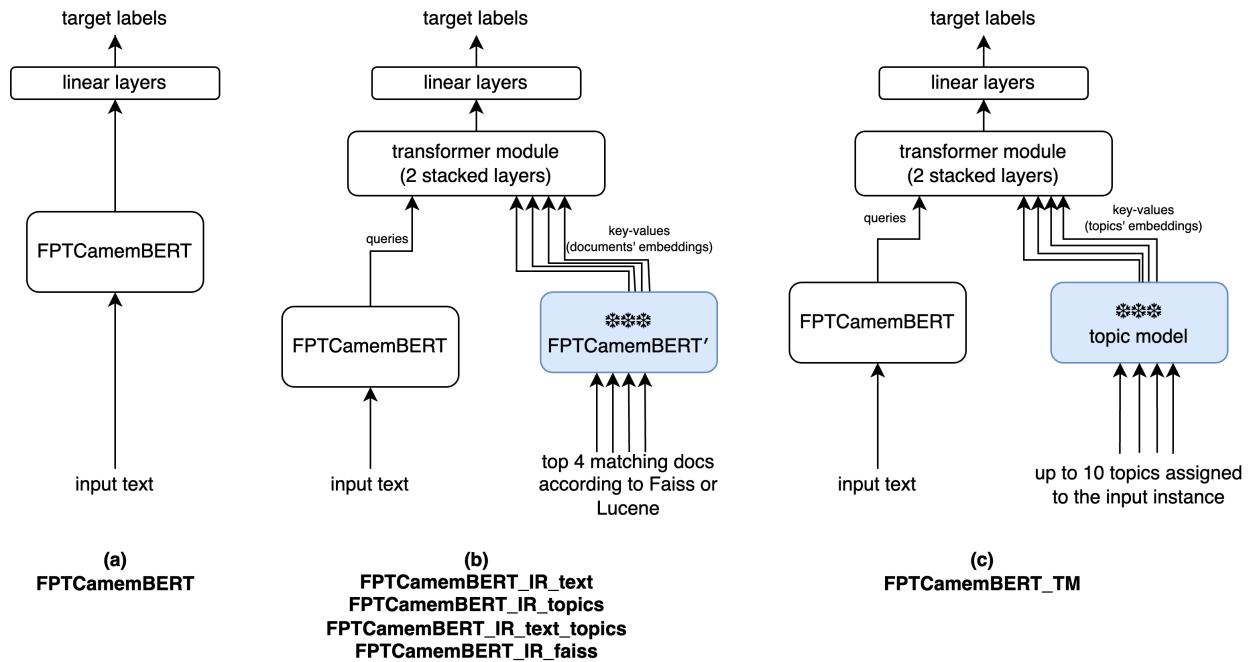 target labels
linear layers
FPTCamemBERT
input text
(a)
FPTCamemBERT
target labels
linear layers
transformer module
(2 stacked layers)
queries
key-values
(documents' embeddings)
FPTCamemBERT
FPTCamemBERT′
input text
top 4 matching docs
according to Faiss or
Lucene
(b)
FPTCamemBERT_IR_text
FPTCamemBERT_IR_topics
FPTCamemBERT_IR_text_topics
FPTCamemBERT_IR_faiss
target labels
linear layers
transformer module
(2 stacked layers)
queries
key-values
(topics' embeddings)
FPTCamemBERT
topic model
input text
up to 10 topics assigned
to the input instance
(c)
FPTCamemBERT_TM